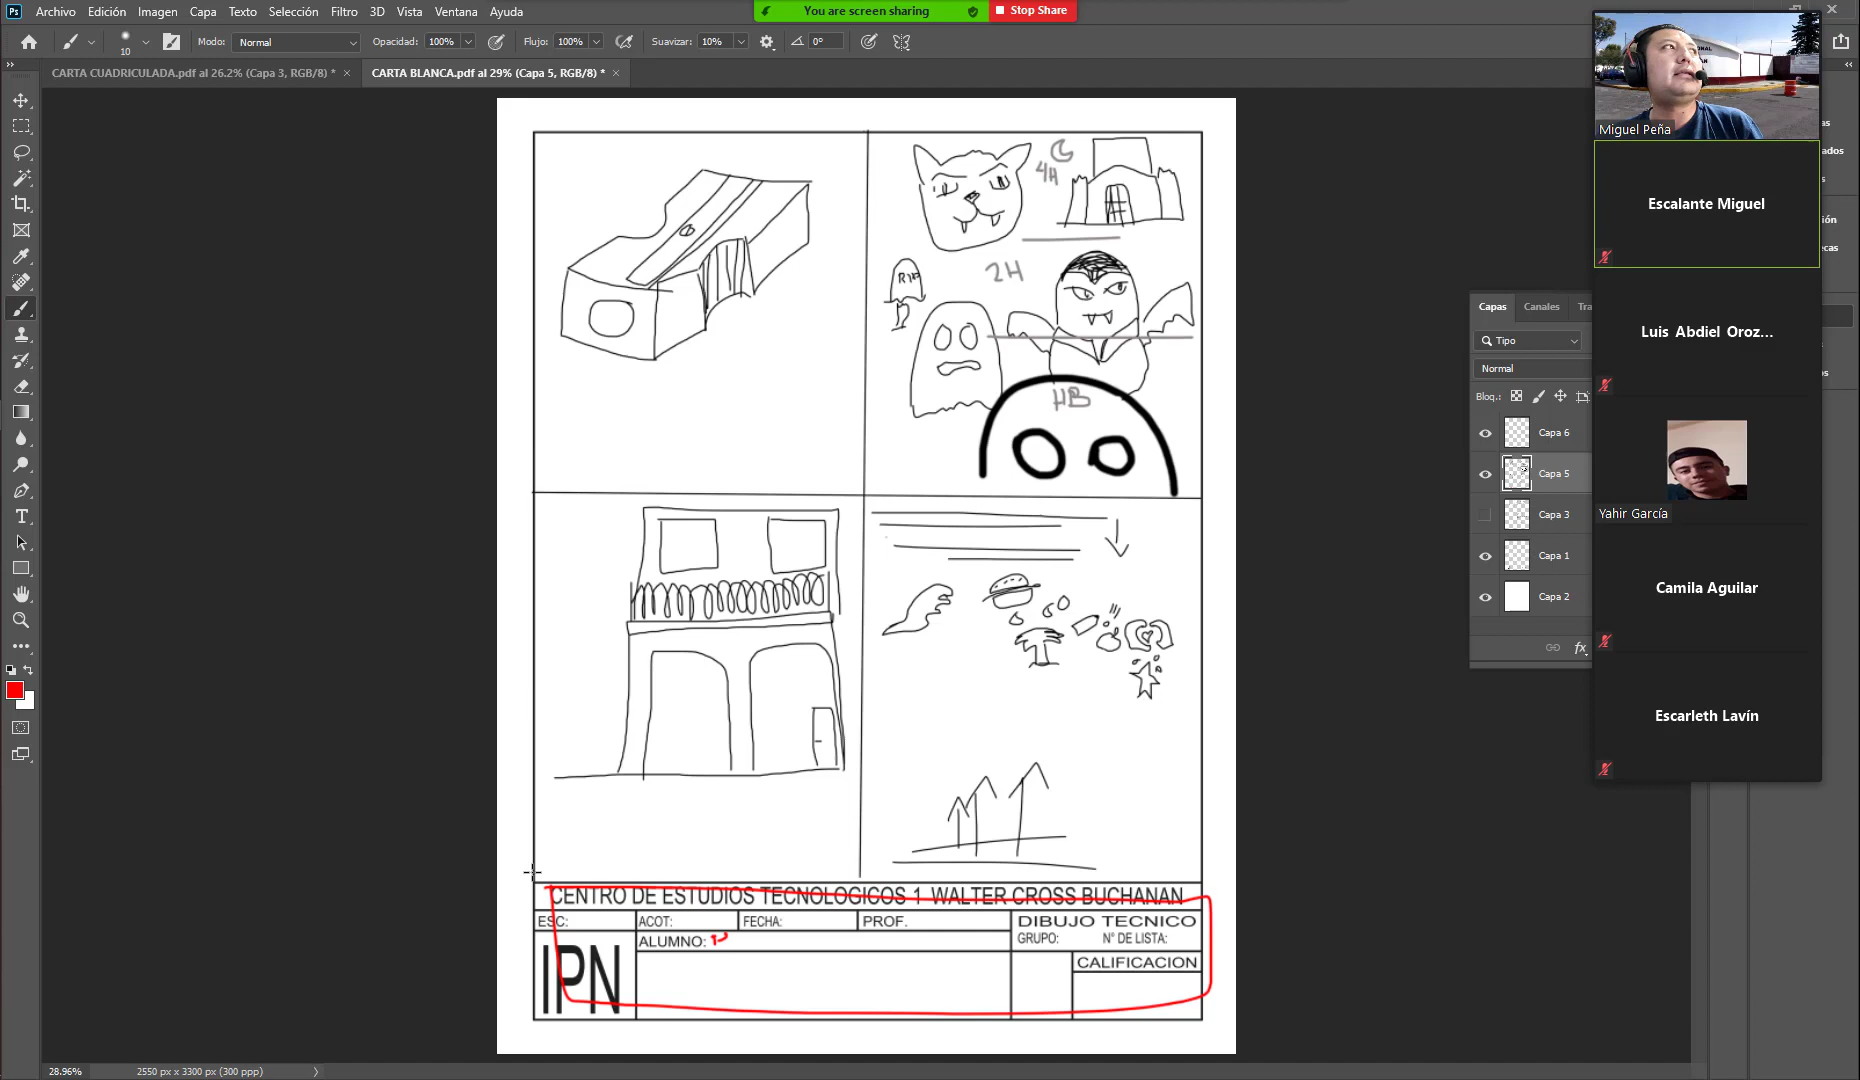 Ps Archivo Edición Imagen Capa Texto Selección Filtro 3D Vista Ventana Ayuda
You are screen sharing Stop Share
10 Modo: Normal Opacidad: 100% Flujo: 100% Suavizar: 10% 0°
CARTA CUADRICULADA.pdf al 26.2% (Capa 3, RGB/8) * × CARTA BLANCA.pdf al 29% (Capa 5, RGB/8) * ×
4H
RIP
2H
HB
CENTRO DE ESTUDIOS TECNOLOGICOS 1 WALTER CROSS BUCHANAN
ESC: ACOT: FECHA: PROF. DIBUJO TECNICO
ALUMNO: GRUPO: N° DE LISTA:
IPN CALIFICACION
Capas Canales Tra
Tipo
Normal
Bloq.:
Capa 6
Capa 5
Capa 3
Capa 1
Capa 2
fx
Miguel Peña
Escalante Miguel
Luis Abdiel Oroz...
Yahir García
Camila Aguilar
Escarleth Lavín
28.96% 2550 px x 3300 px (300 ppp)